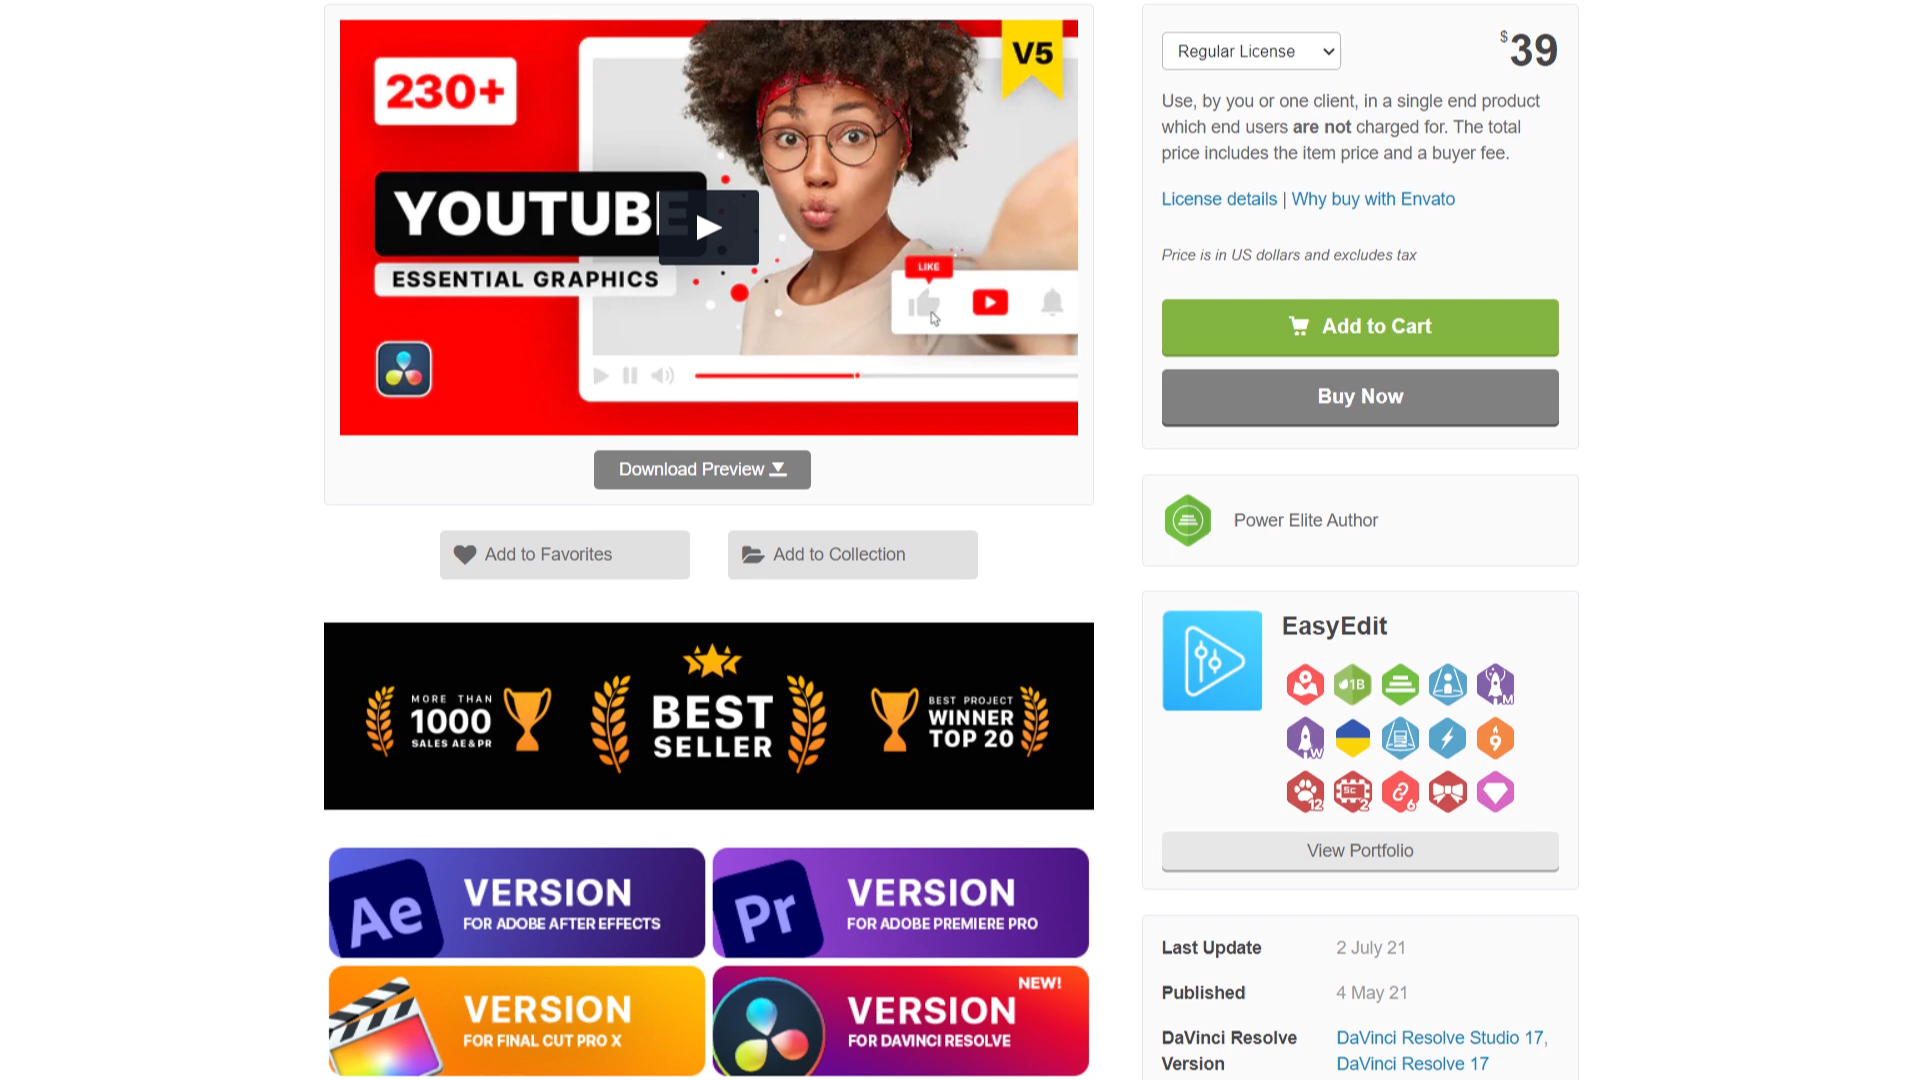 230+
V5
YOUTUBE
ESSENTIAL GRAPHICS
LIKE
Download Preview
Add to Favorites
Add to Collection
MORE THAN
1000
SALES AE&PR
BEST
SELLER
BEST PROJECT
WINNER
TOP 20
Ae
VERSION
FOR ADOBE AFTER EFFECTS
Pr
VERSION
FOR ADOBE PREMIERE PRO
VERSION
FOR FINAL CUT PRO X
NEW!
VERSION
FOR DAVINCI RESOLVE
Regular License
$39
Use, by you or one client, in a single end product
which end users are not charged for. The total
price includes the item price and a buyer fee.
License details | Why buy with Envato
Price is in US dollars and excludes tax
Add to Cart
Buy Now
Power Elite Author
EasyEdit
1B
M
W
9
12
SC
2
6
View Portfolio
Last Update 2 July 21
Published 4 May 21
DaVinci Resolve DaVinci Resolve Studio 17,
Version DaVinci Resolve 17